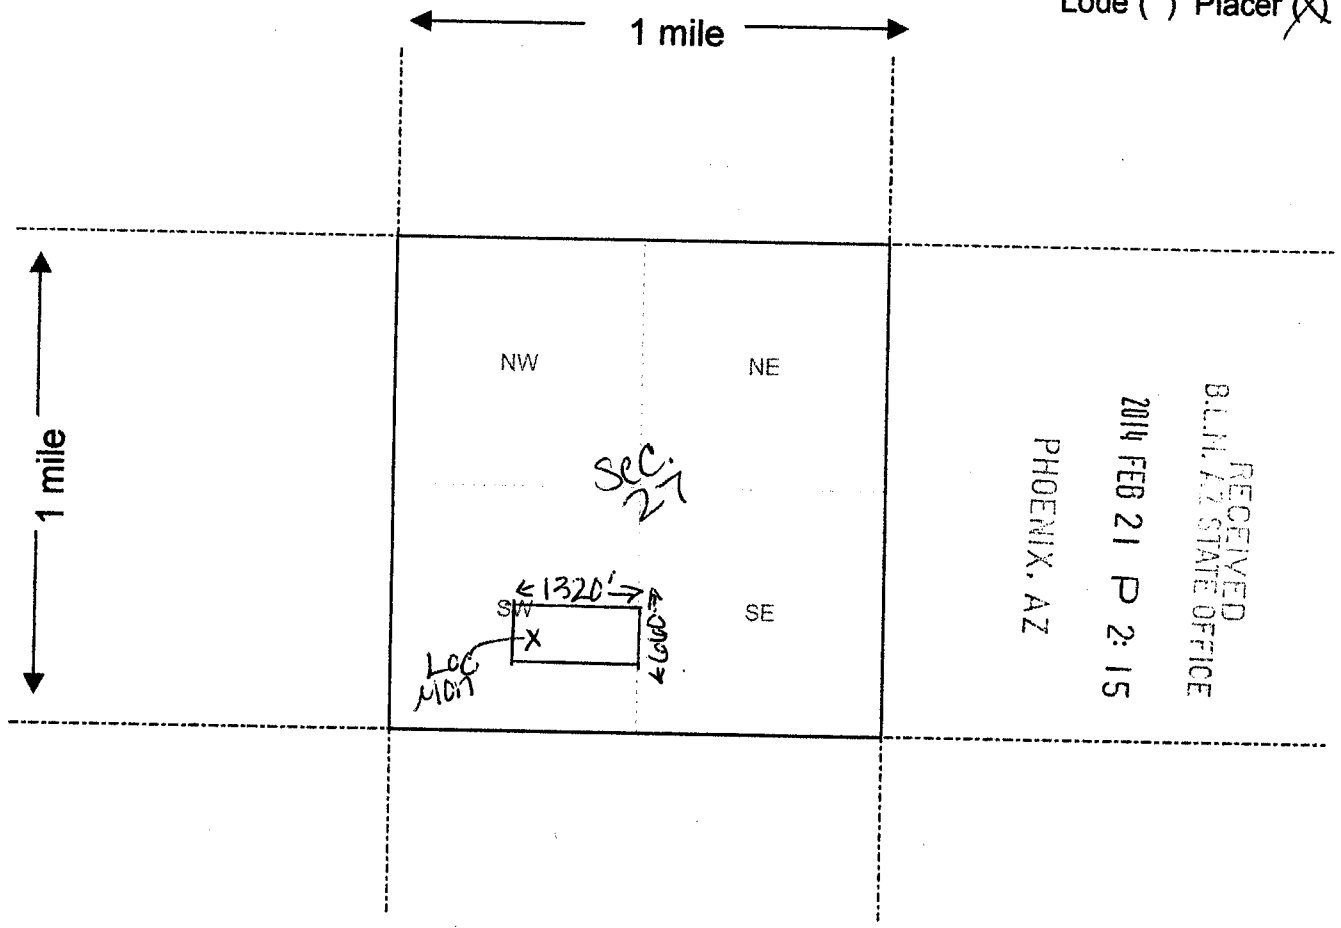 Lode ( ) Placer (X)
1 mile
1 mile
NW
NE
Sec.
27
SW
SE
1320'
660'
Loc
Mon
RECEIVED
B.L.M. AZ STATE OFFICE
2014 FEB 21 P 2:15
PHOENIX, AZ